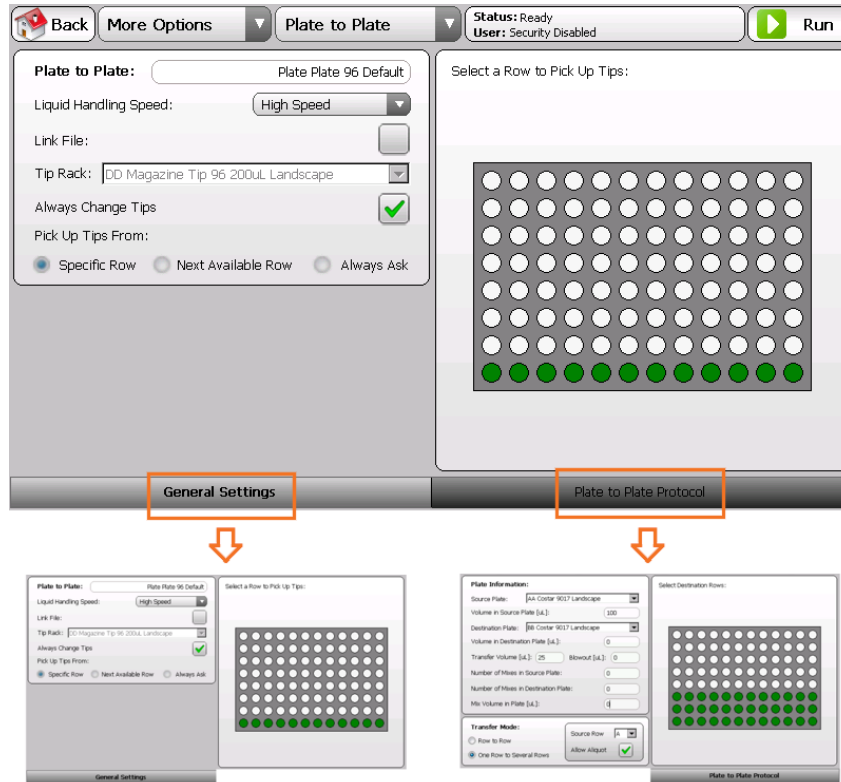 Back
More Options
Plate to Plate
Status: Ready
User: Security Disabled
Run
Plate to Plate: Plate Plate 96 Default
Liquid Handling Speed: High Speed
Link File:
Tip Rack: DD Magazine Tip 96 200uL Landscape
Always Change Tips
Pick Up Tips From:
Specific Row Next Available Row Always Ask
Select a Row to Pick Up Tips:
General Settings
Plate to Plate Protocol
Plate to Plate: Plate Plate 96 Default
Liquid Handling Speed: High Speed
Link File:
Tip Rack: DD Magazine Tip 96 200uL Landscape
Always Change Tips
Pick Up Tips From:
Specific Row Next Available Row Always Ask
Select a Row to Pick Up Tips:
General Settings
Plate Information:
Source Plate: AA Costar 9017 Landscape
Volume in Source Plate [uL]: 100
Destination Plate: BB Costar 9017 Landscape
Volume in Destination Plate [uL]: 0
Transfer Volume [uL]: 25 Blowout [uL]: 0
Number of Mixes in Source Plate: 0
Number of Mixes in Destination Plate: 0
Mix Volume in Plate [uL]: 0
Transfer Mode:
Row to Row
One Row to Several Rows
Source Row A
Allow Aliquot
Select Destination Rows:
Plate to Plate Protocol